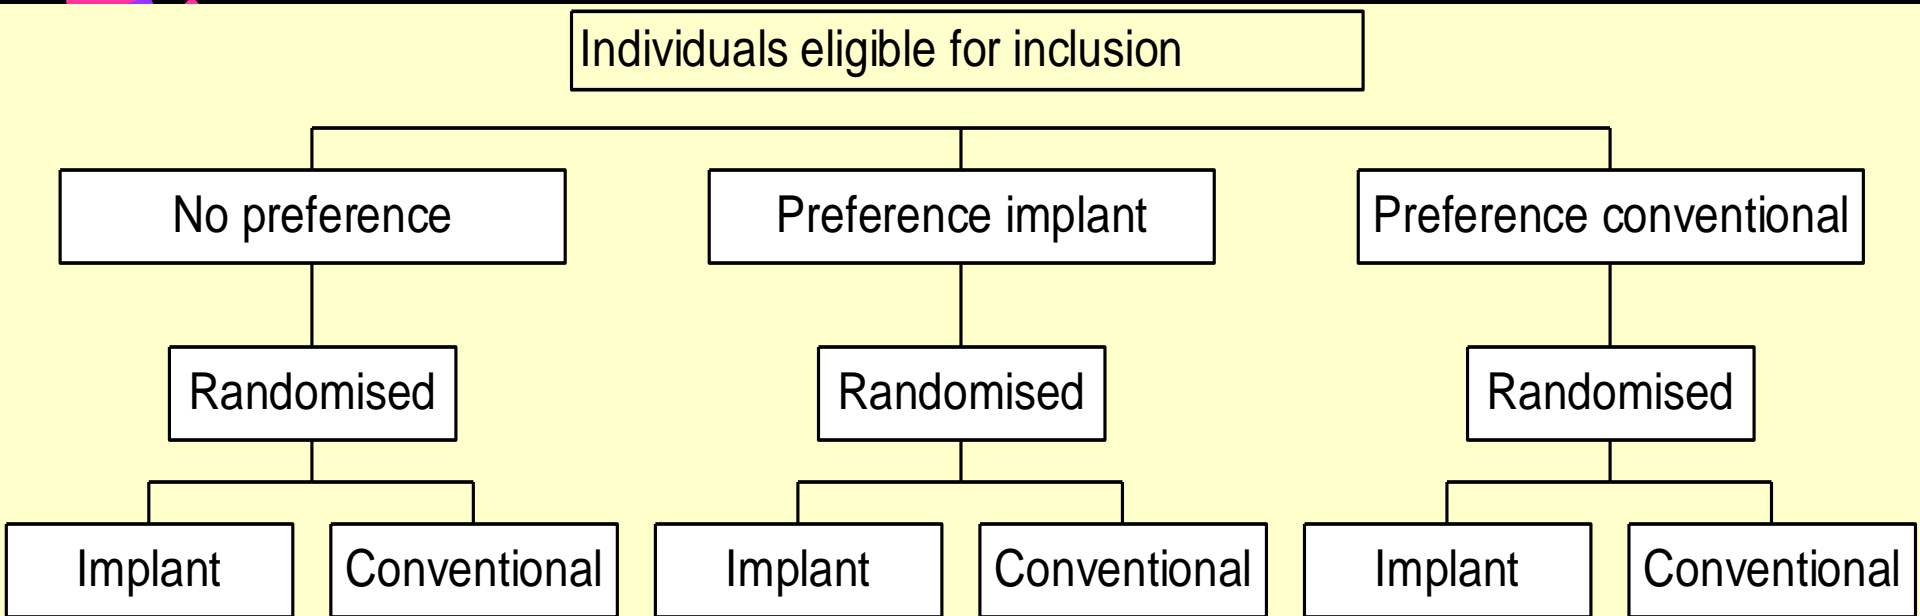 Individuals eligible for inclusion
No preference
Preference implant
Preference conventional
Randomised
Randomised
Randomised
Implant
Conventional
Implant
Conventional
Implant
Conventional